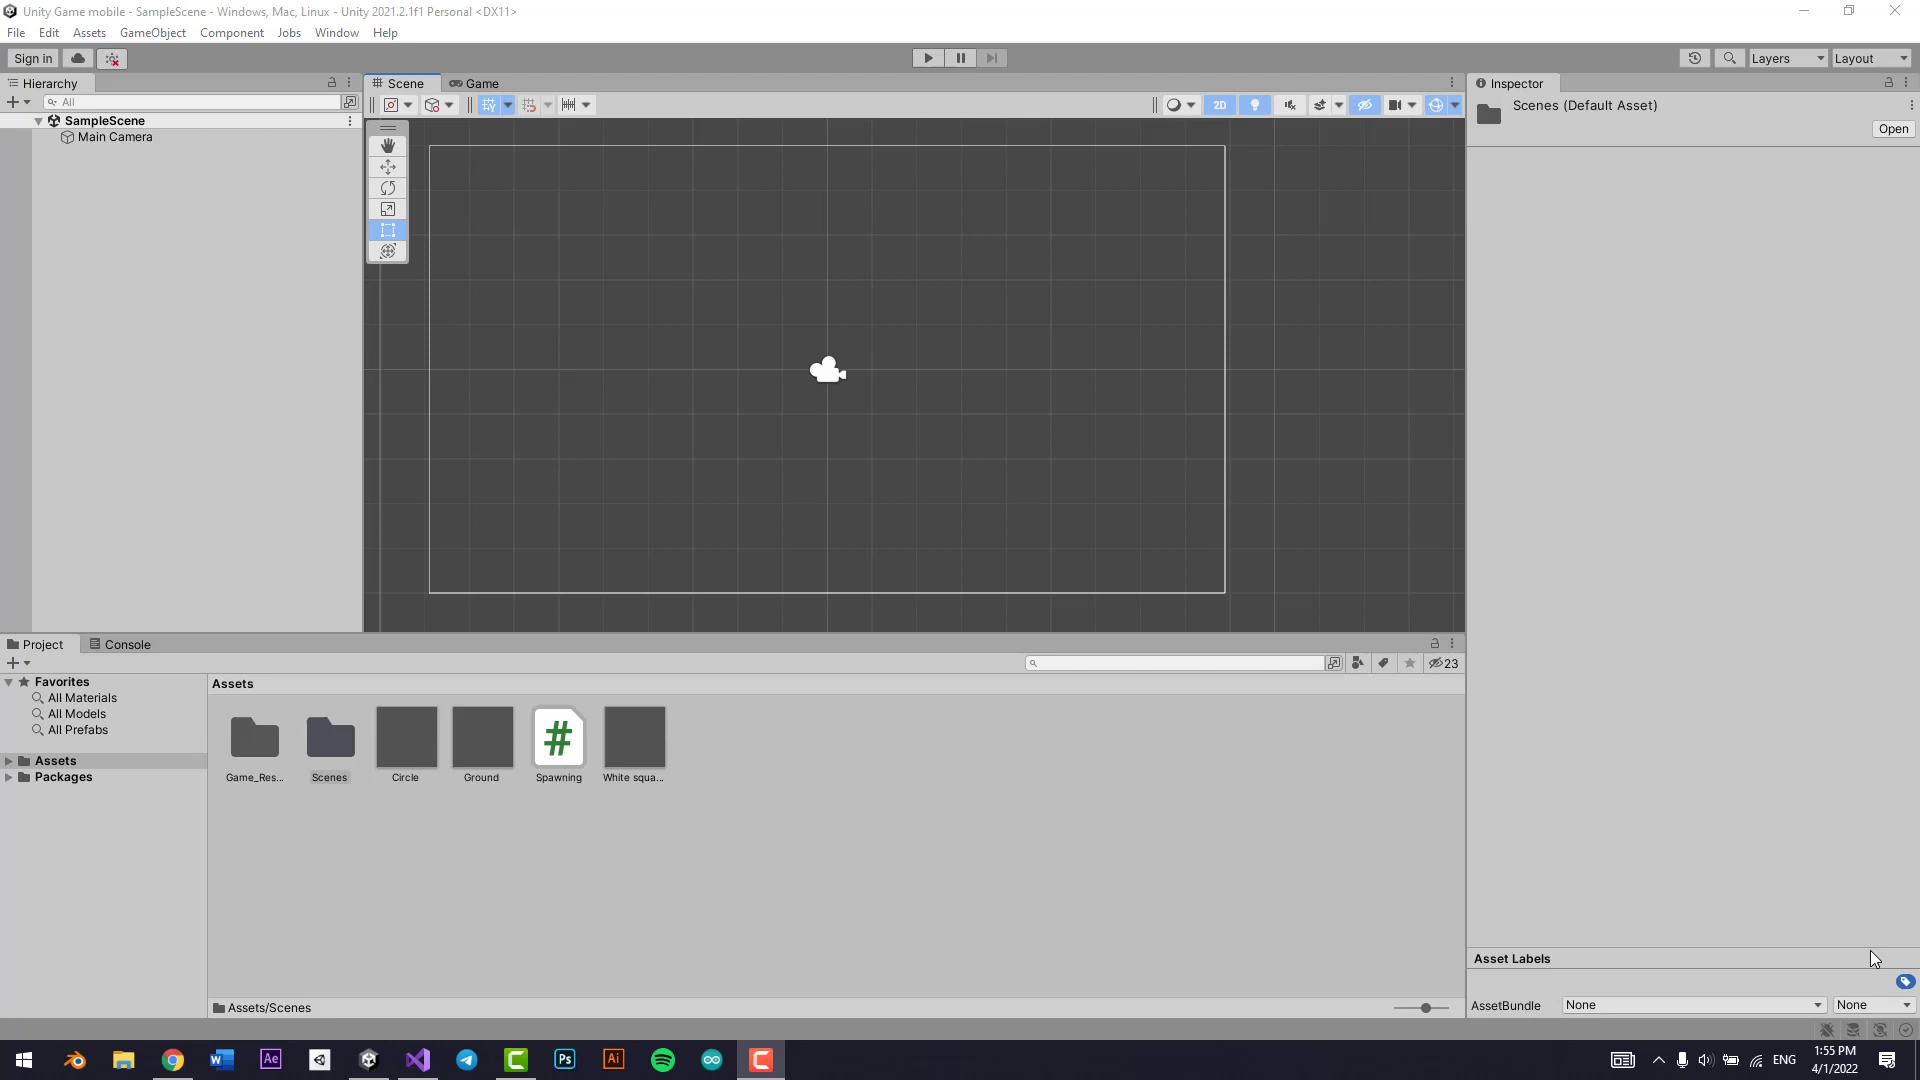 Unity Game mobile - SampleScene - Windows, Mac, Linux - Unity 2021.2.1f1 Personal <DX11>
File Edit Assets GameObject Component Jobs Window Help
Sign in Layers Layout
Hierarchy Scene Game Inspector
All 2D
SampleScene
Main Camera
Scenes (Default Asset)
Open
Project Console
23
Favorites
All Materials
All Models
All Prefabs
Assets
Packages
Assets
Game_Res... Scenes Circle Ground # Spawning White squa...
Assets/Scenes
Asset Labels
AssetBundle None None
Ae Ps Ai
ENG
1:55 PM
4/1/2022